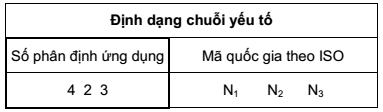 Định dạng chuỗi yếu tố
Số phân định ứng dụng Mã quốc gia theo ISO
4 2 3 N₁ N₂ N₃